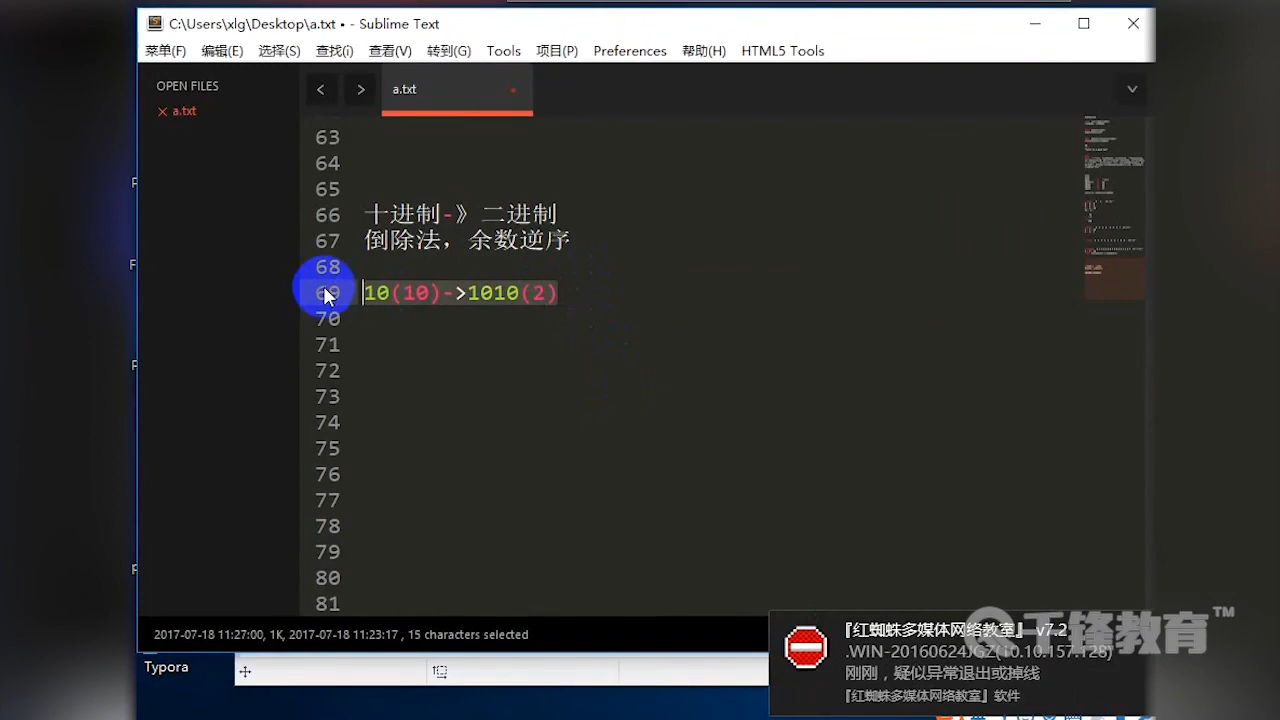 C:\Users\xlg\Desktop\a.txt • - Sublime Text
菜单(F) 编辑(E) 选择(S) 查找(i) 查看(V) 转到(G) Tools 项目(P) Preferences 帮助(H) HTML5 Tools
OPEN FILES
a.txt
a.txt
63
64
65
66 十进制-》二进制
67 倒除法，余数逆序
68
69 10(10)->1010(2)
70
71
72
73
74
75
76
77
78
79
80
81
2017-07-18 11:27:00, 1K, 2017-07-18 11:23:17 , 15 characters selected
Typora
千锋教育™
『红蜘蛛多媒体网络教室』 v7.2
.WIN-20160624JGZ(10.10.157.128)
刚刚，疑似异常退出或掉线
『红蜘蛛多媒体网络教室』 软件